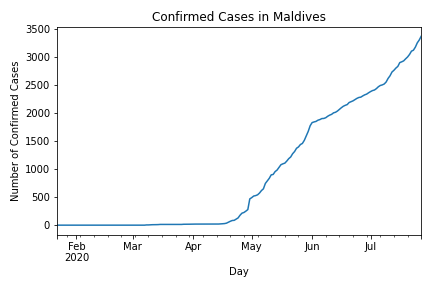 Confirmed Cases in Maldives
3500
3000
2500
2000
1500
1000
500
0
Number of Confirmed Cases
Feb Mar Apr May Jun Jul
2020
Day